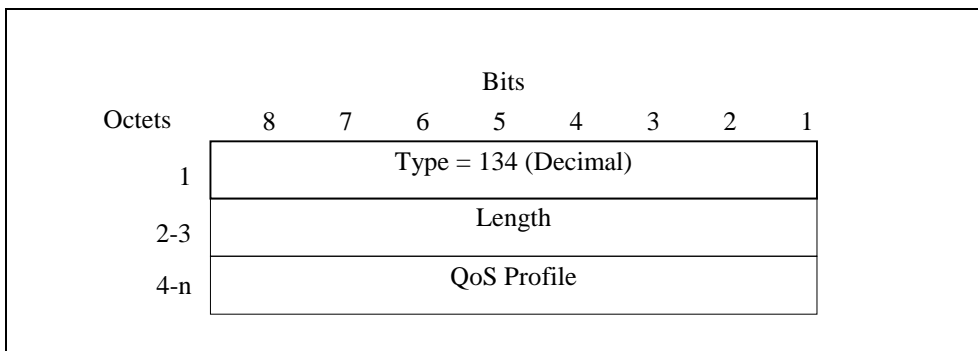 Bits
Octets 8 7 6 5 4 3 2 1
1 Type = 134 (Decimal)
2-3 Length
4-n QoS Profile